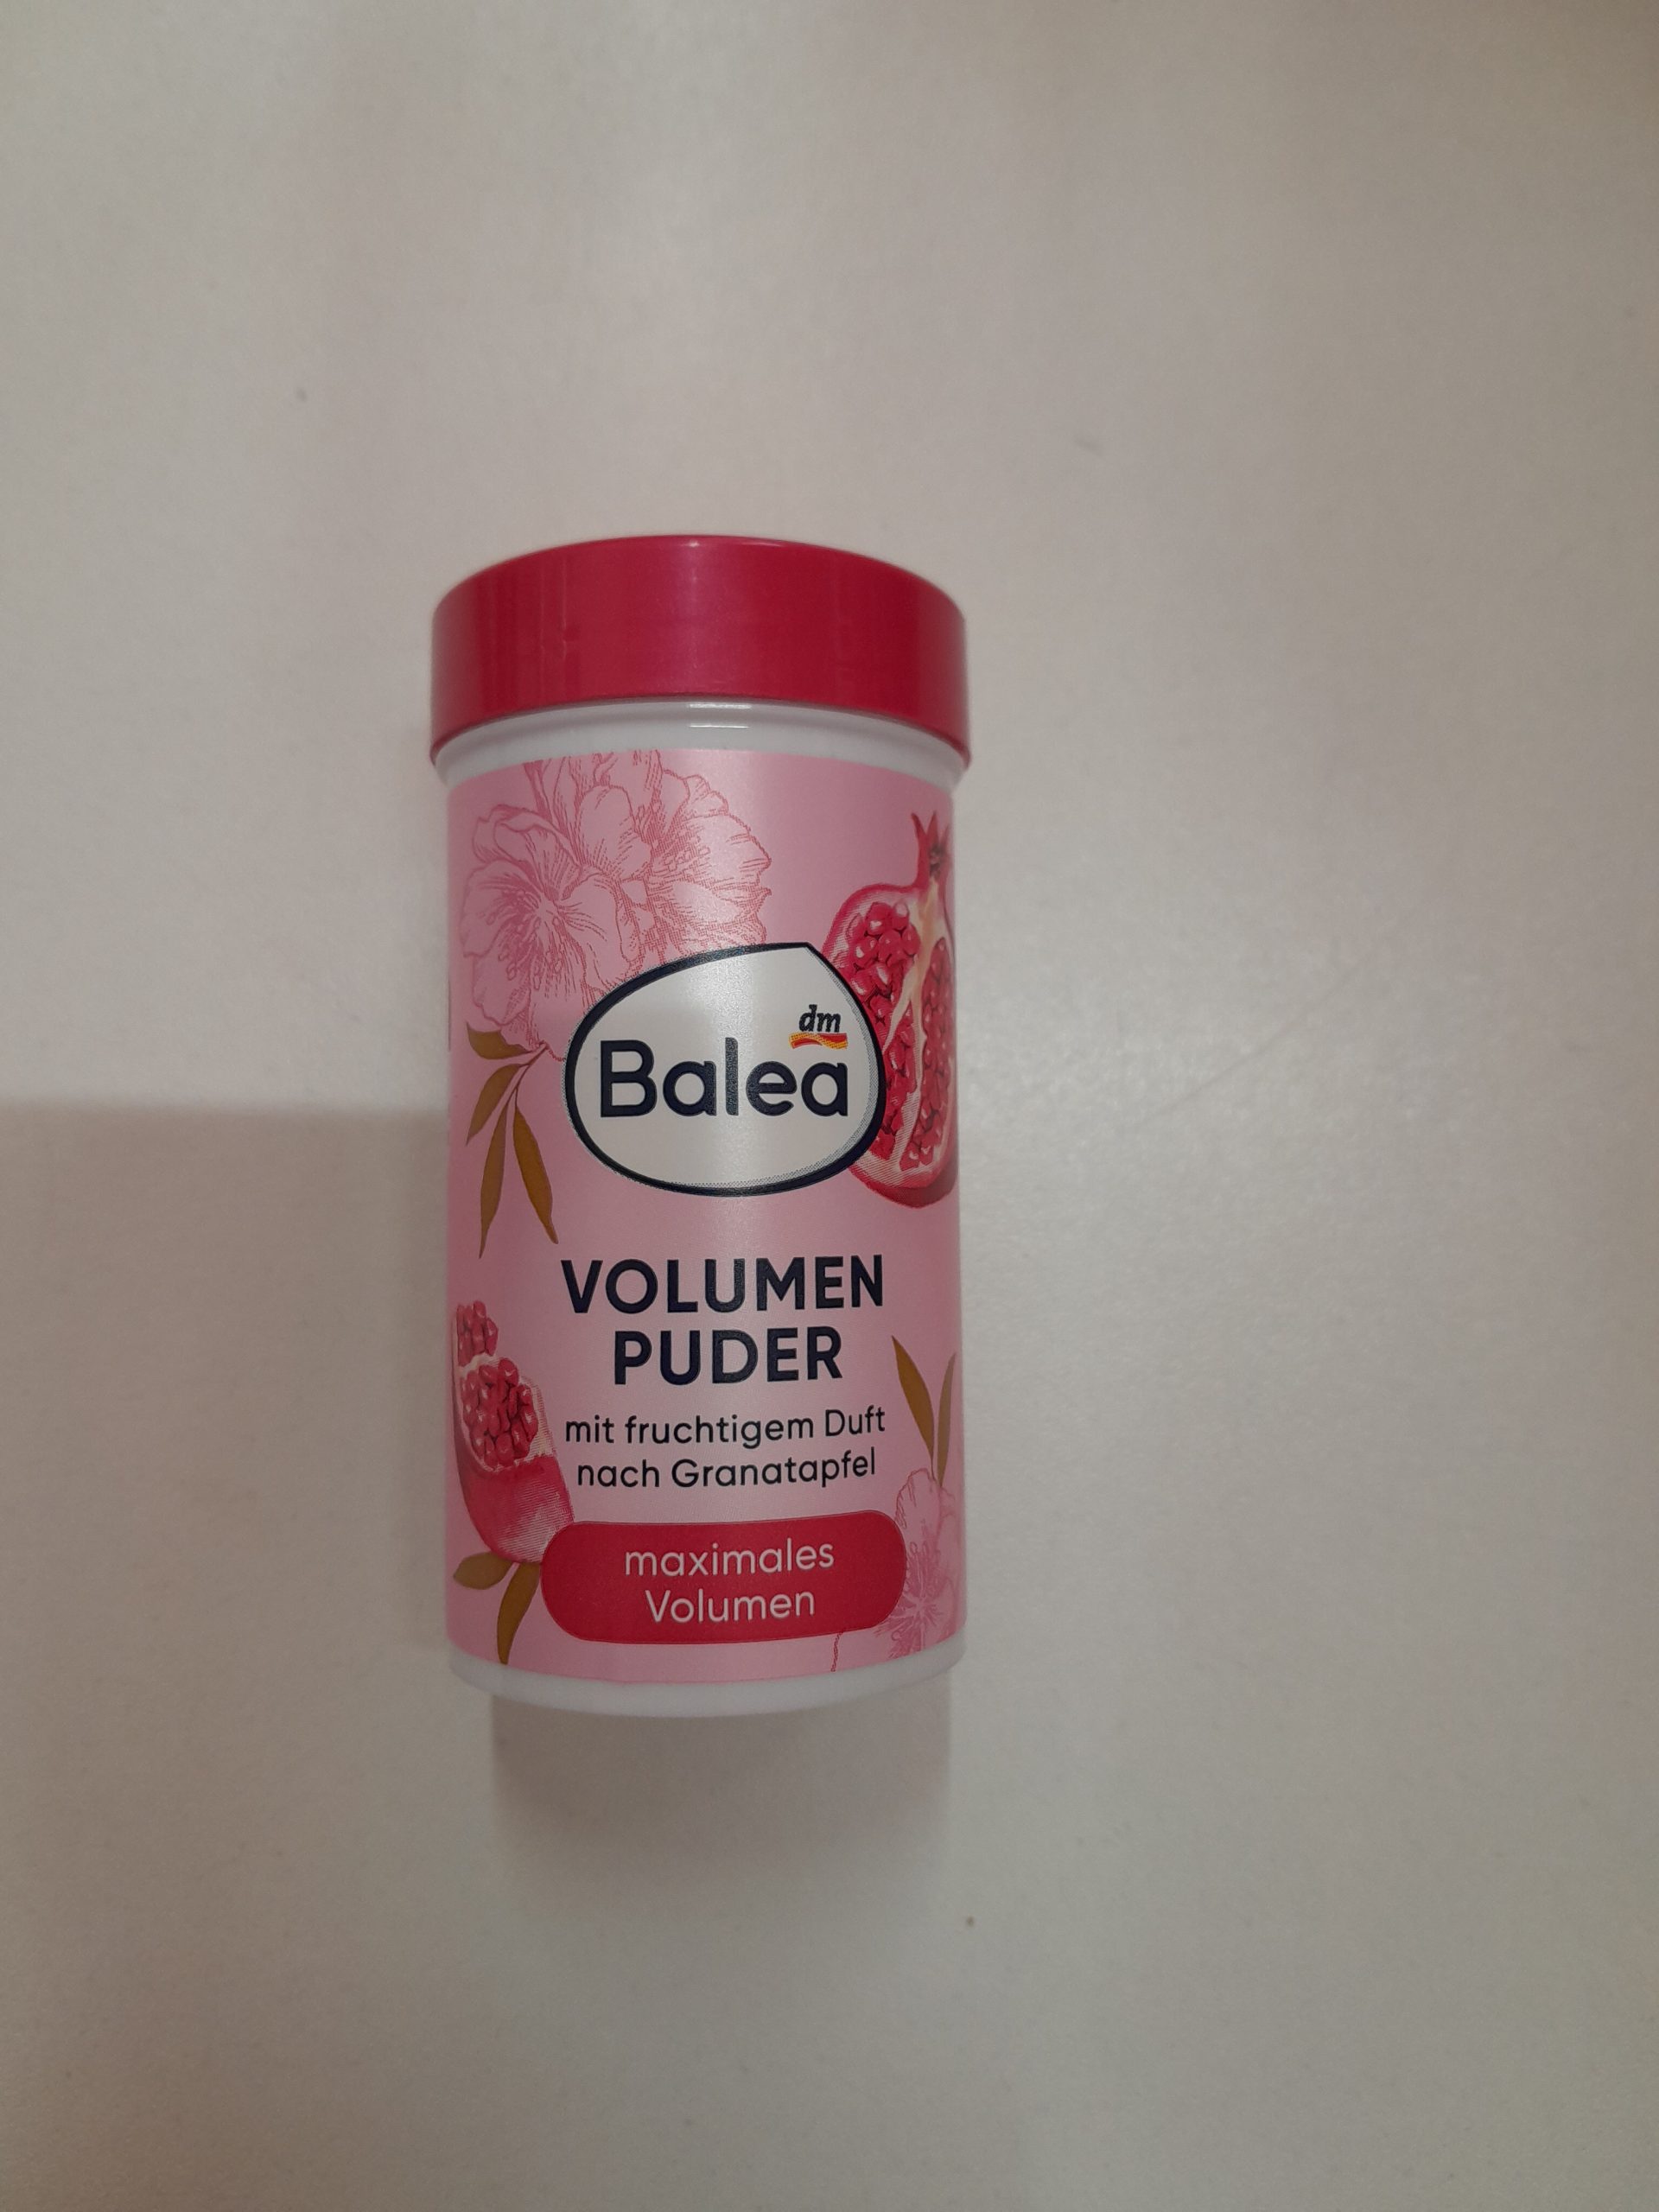 dm
Balea
VOLUMEN
PUDER
mit fruchtigem Duft
nach Granatapfel
maximales
Volumen